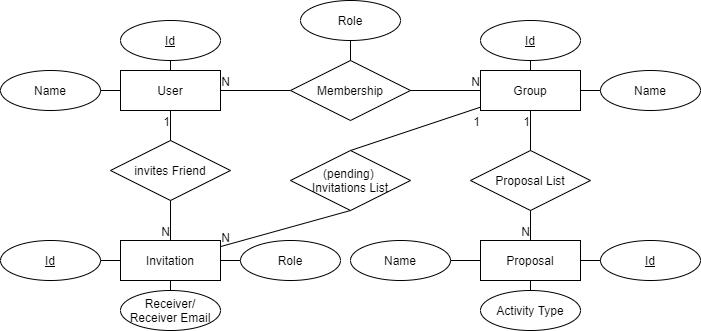 Role
Id
Id
Name
User
N
Membership
N
Group
Name
1
1
1
invites Friend
(pending)
Invitations List
Proposal List
N
N
N
Id
Invitation
Role
Name
Proposal
Id
Receiver/
Receiver Email
Activity Type